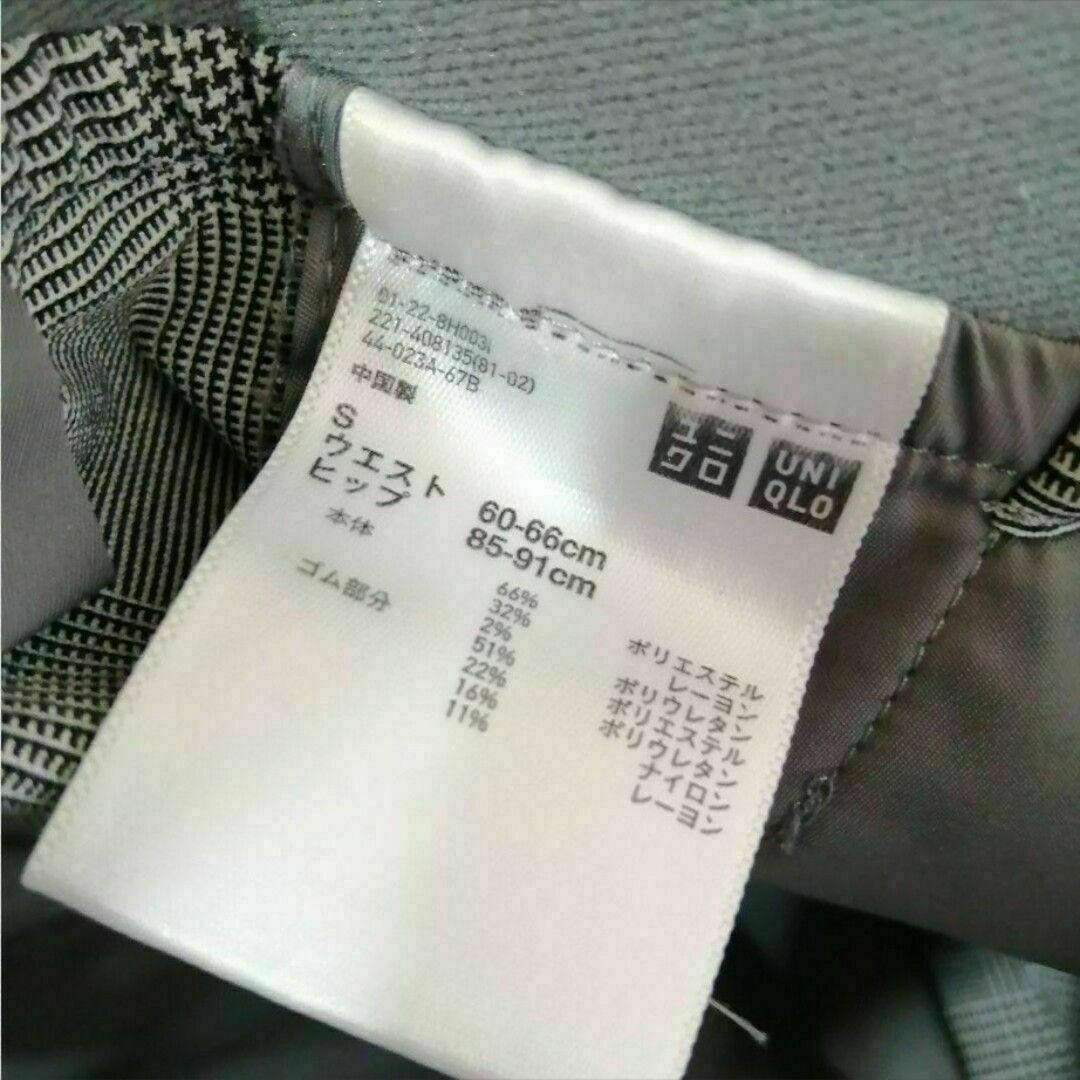 01-22-8H003
221-408135(81-02)
44-023A-67B
中国製
ユニ
クロ
UNI
QLO
S
ウエスト 60-66cm
ヒップ 85-91cm
本体 66% ポリエステル
32% レーヨン
2% ポリウレタン
ゴム部分 51% ポリエステル
22% ポリウレタン
16% ナイロン
11% レーヨン